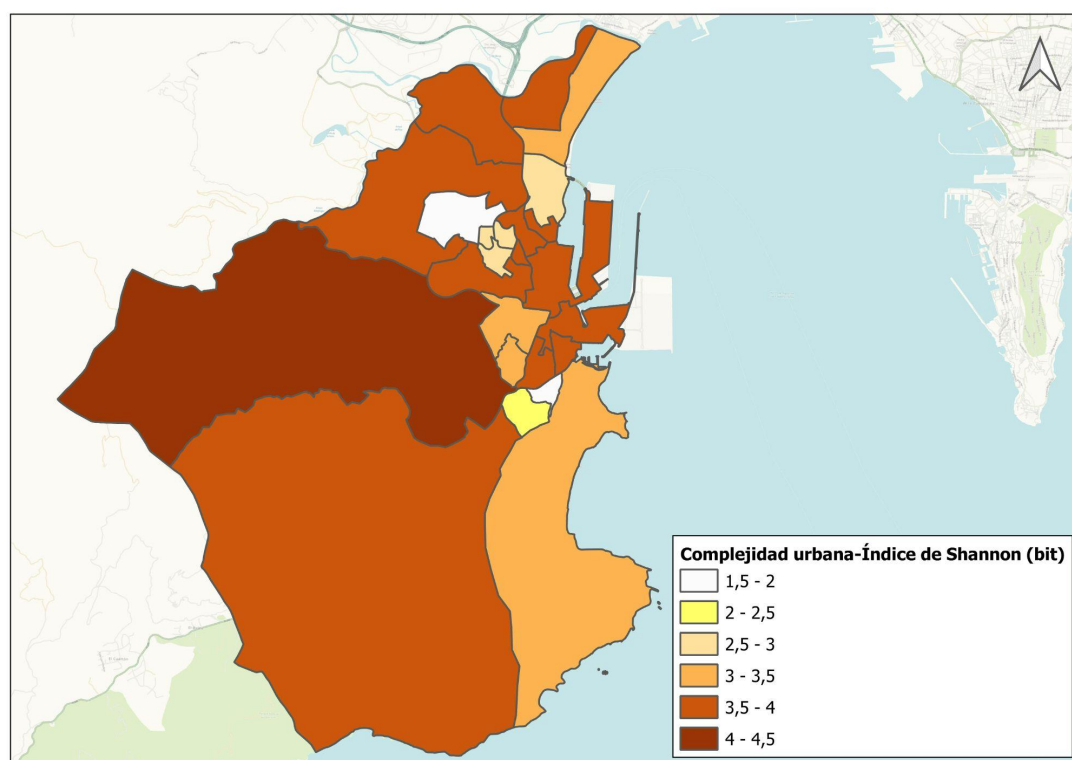 Complejidad urbana-Índice de Shannon (bit)
1,5 - 2
2 - 2,5
2,5 - 3
3 - 3,5
3,5 - 4
4 - 4,5